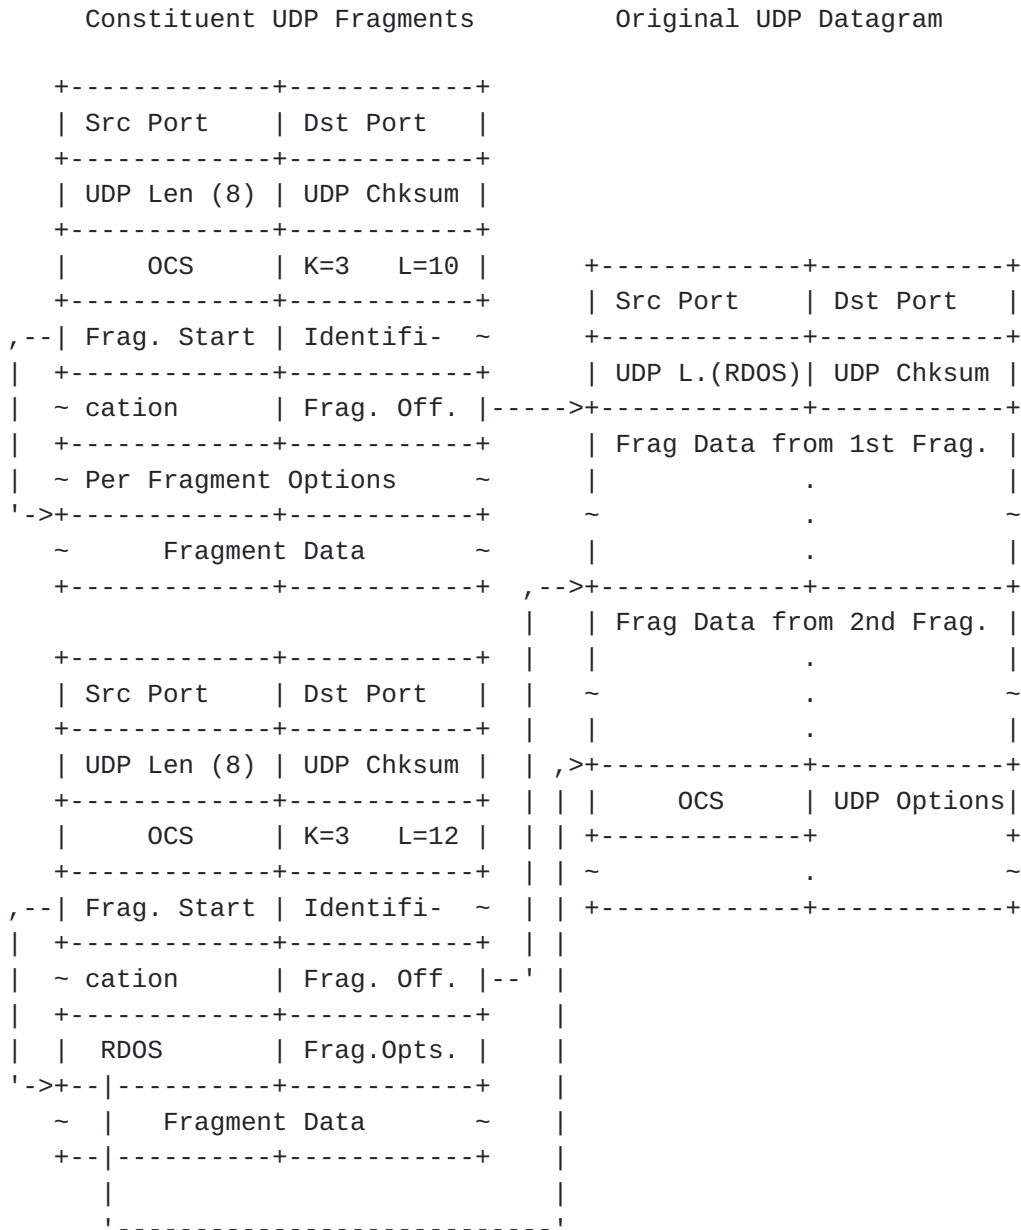 Constituent UDP Fragments         Original UDP Datagram

   +-------------+------------+
   | Src Port    | Dst Port   |
   +-------------+------------+
   | UDP Len (8) | UDP Chksum |
   +-------------+------------+
   |     OCS     | K=3   L=10 |      +-------------+------------+
   +-------------+------------+      | Src Port    | Dst Port   |
,--| Frag. Start | Identifi-  ~      +-------------+------------+
|  +-------------+------------+      | UDP L.(RDOS)| UDP Chksum |
|  ~ cation      | Frag. Off. |----->+-------------+------------+
|  +-------------+------------+      | Frag Data from 1st Frag. |
|  ~ Per Fragment Options     ~      |             .            |
'->+-------------+------------+      ~             .            ~
   ~      Fragment Data       ~      |             .            |
   +-------------+------------+  ,-->+-------------+------------+
                                 |   | Frag Data from 2nd Frag. |
   +-------------+------------+  |   |             .            |
   | Src Port    | Dst Port   |  |   ~             .            ~
   +-------------+------------+  |   |             .            |
   | UDP Len (8) | UDP Chksum |  | ,>+-------------+------------+
   +-------------+------------+  | | |     OCS     | UDP Options|
   |     OCS     | K=3   L=12 |  | | +-------------+            +
   +-------------+------------+  | | ~             .            ~
,--| Frag. Start | Identifi-  ~  | | +-------------+------------+
|  +-------------+------------+  | |
|  ~ cation      | Frag. Off. |--' |
|  +-------------+------------+    |
|  |  RDOS       | Frag.Opts. |    |
'->+--|----------+------------+    |
   ~  |   Fragment Data       ~    |
   +--|----------+------------+    |
      |                            |
      '----------------------------'